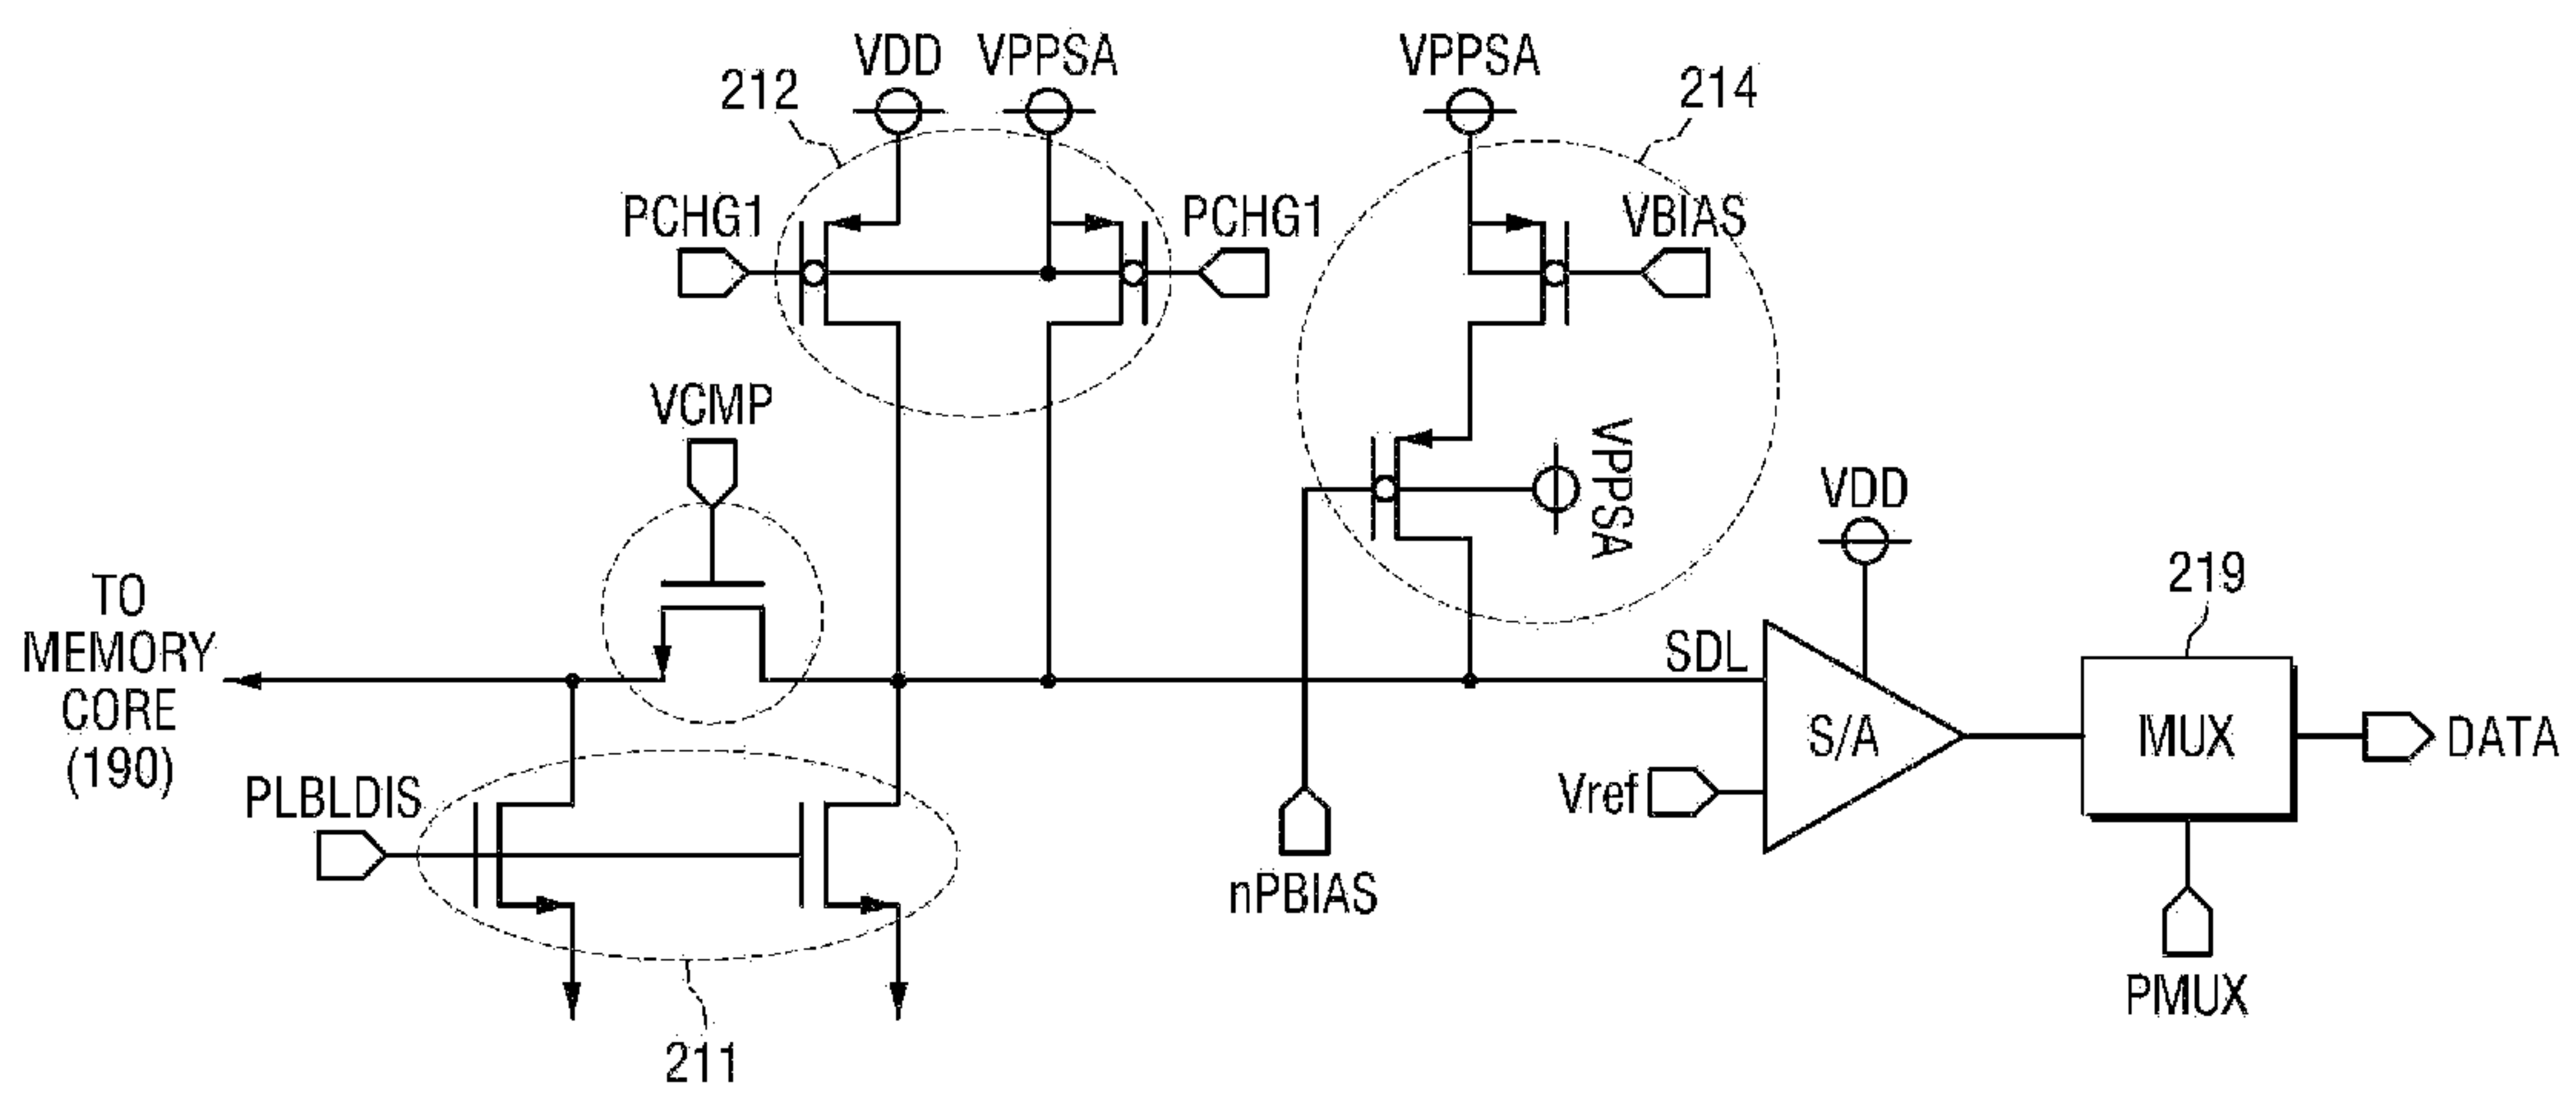 VDD
VPPSA
VPPSA
212
214
PCHG1
PCHG1
VBIAS
VCMP
VPPSA
VDD
TO
MEMORY
CORE
(190)
SDL
219
S/A
MUX
DATA
PLBLDIS
Vref
nPBIAS
PMUX
211